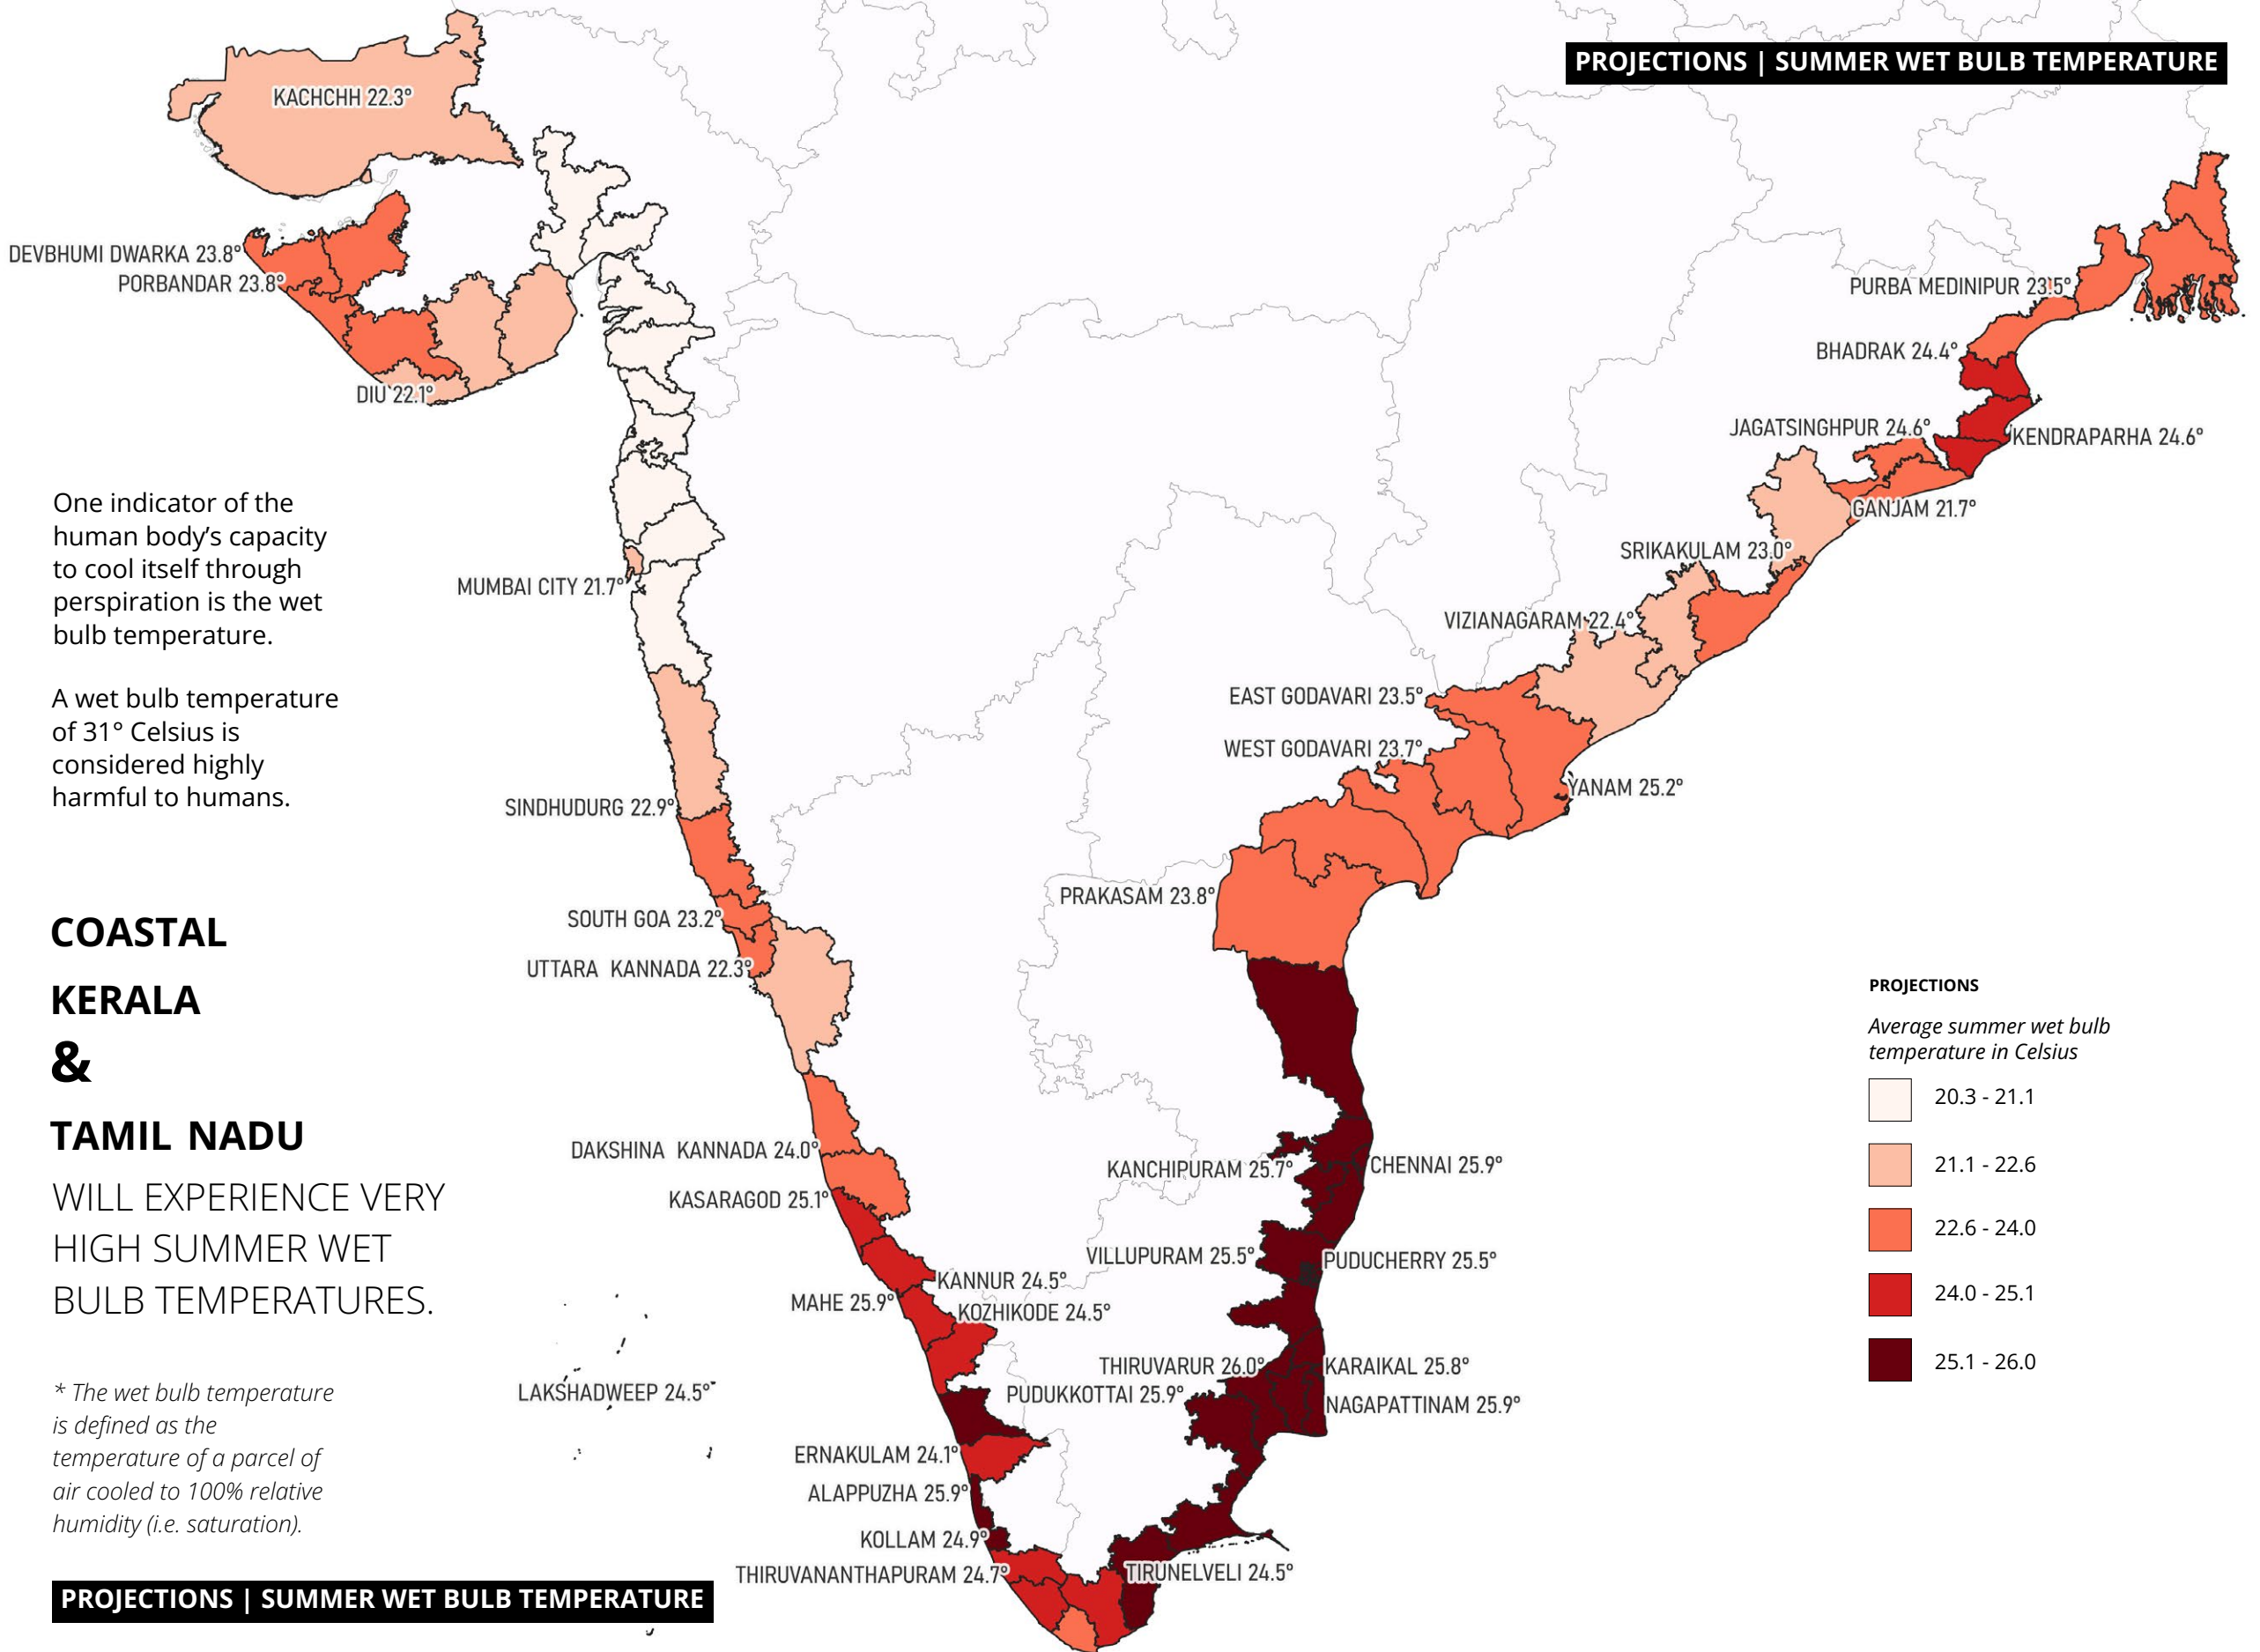 PROJECTIONS | SUMMER WET BULB TEMPERATURE
KACHCHH 22.3°
DEVBHUMI DWARKA 23.8°
PORBANDAR 23.8°
DIU 22.1°
PURBA MEDINIPUR 23.5°
BHADRAK 24.4°
JAGATSINGHPUR 24.6°
KENDRAPARHA 24.6°
GANJAM 21.7°
SRIKAKULAM 23.0°
MUMBAI CITY 21.7°
VIZIANAGARAM 22.4°
EAST GODAVARI 23.5°
WEST GODAVARI 23.7°
YANAM 25.2°
SINDHUDURG 22.9°
PRAKASAM 23.8°
SOUTH GOA 23.2°
UTTARA KANNADA 22.3°
DAKSHINA KANNADA 24.0°
KANCHIPURAM 25.7°
CHENNAI 25.9°
KASARAGOD 25.1°
VILLUPURAM 25.5°
PUDUCHERRY 25.5°
KANNUR 24.5°
MAHE 25.9°
KOZHIKODE 24.5°
THIRUVARUR 26.0°
KARAIKAL 25.8°
LAKSHADWEEP 24.5°
PUDUKKOTTAI 25.9°
NAGAPATTINAM 25.9°
ERNAKULAM 24.1°
ALAPPUZHA 25.9°
KOLLAM 24.9°
THIRUVANANTHAPURAM 24.7°
TIRUNELVELI 24.5°
One indicator of the
human body’s capacity
to cool itself through
perspiration is the wet
bulb temperature.
A wet bulb temperature
of 31° Celsius is
considered highly
harmful to humans.
COASTAL
KERALA
&
TAMIL NADU
WILL EXPERIENCE VERY
HIGH SUMMER WET
BULB TEMPERATURES.
* The wet bulb temperature
is defined as the
temperature of a parcel of
air cooled to 100% relative
humidity (i.e. saturation).
PROJECTIONS | SUMMER WET BULB TEMPERATURE
PROJECTIONS
Average summer wet bulb
temperature in Celsius
20.3 - 21.1
21.1 - 22.6
22.6 - 24.0
24.0 - 25.1
25.1 - 26.0